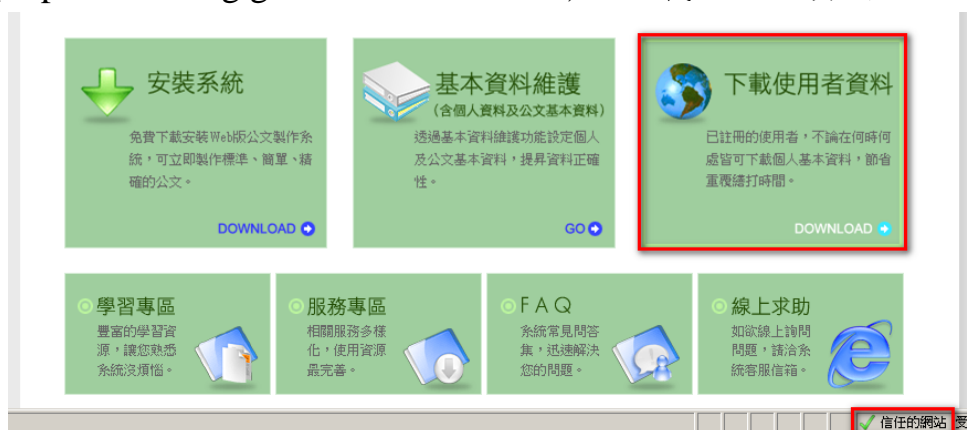 安裝系統
免費下載安裝Web版公文製作系
統,可立即製作標準、簡單、精
確的公文。
DOWNLOAD
基本資料維護
(含個人資料及公文基本資料)
透過基本資料維護功能設定個人
及公文基本資料,提昇資料正確
性。
GO
下載使用者資料
已註冊的使用者,不論在何時何
處皆可下載個人基本資料,節省
重覆繕打時間。
DOWNLOAD
學習專區
豐富的學習資
源,讓您熟悉
系統沒煩惱。
服務專區
相關服務多樣
化,使用資源
最完善。
FAQ
系統常見問答
集,迅速解決
您的問題。
線上求助
如欲線上詢問
問題,請洽系
統客服信箱。
信任的網站